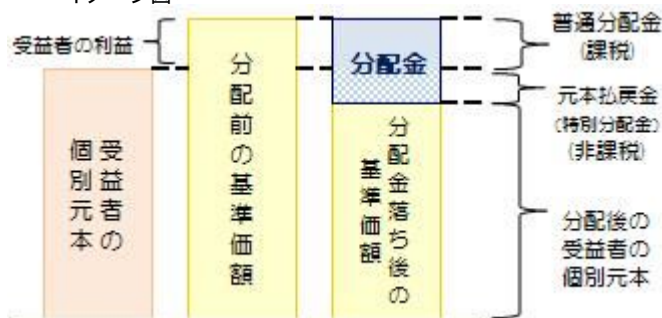 受益者の利益
受益者の
個別元本
分配前の基準価額
分配金
分配金落ち後の
基準価額
普通分配金
(課税)
元本払戻金
(特別分配金)
(非課税)
分配後の
受益者の
個別元本